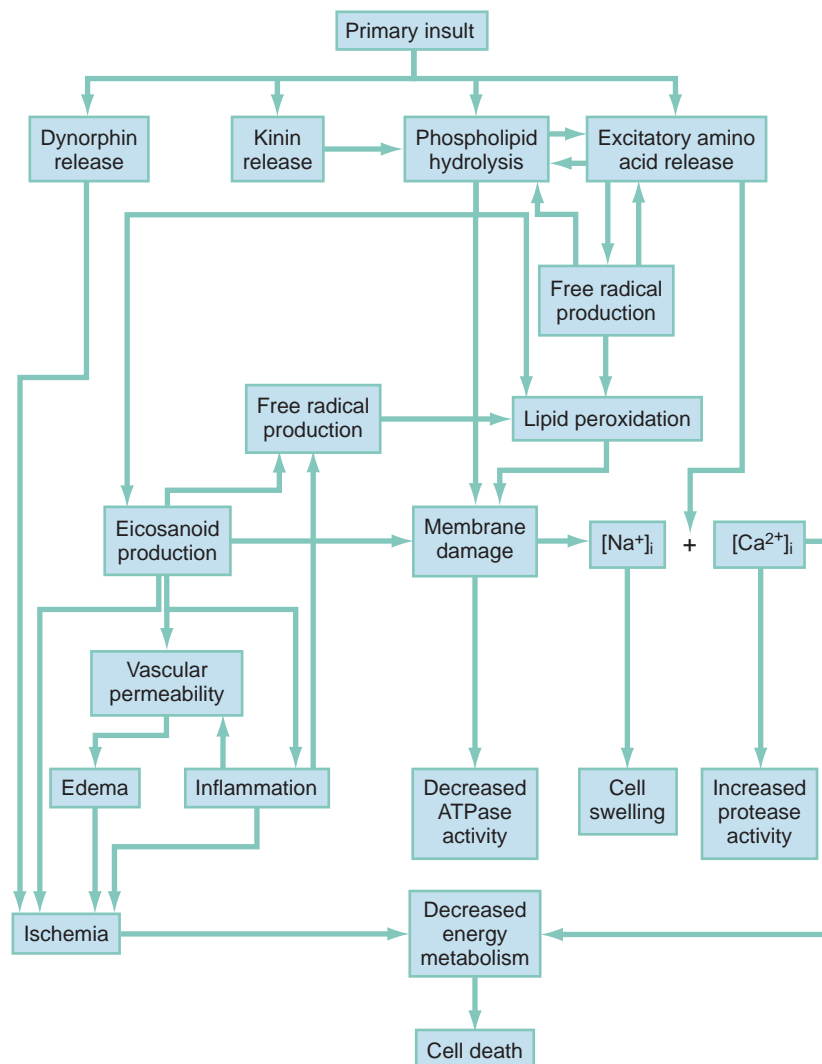 Primary insult
Dynorphin
release
Kinin
release
Phospholipid
hydrolysis
Excitatory amino
acid release
Free radical
production
Free radical
production
Lipid peroxidation
Eicosanoid
production
Membrane
damage
[Na⁺]ᵢ + [Ca²⁺]ᵢ
Vascular
permeability
Edema
Inflammation
Decreased
ATPase
activity
Cell
swelling
Increased
protease
activity
Ischemia
Decreased
energy
metabolism
Cell death